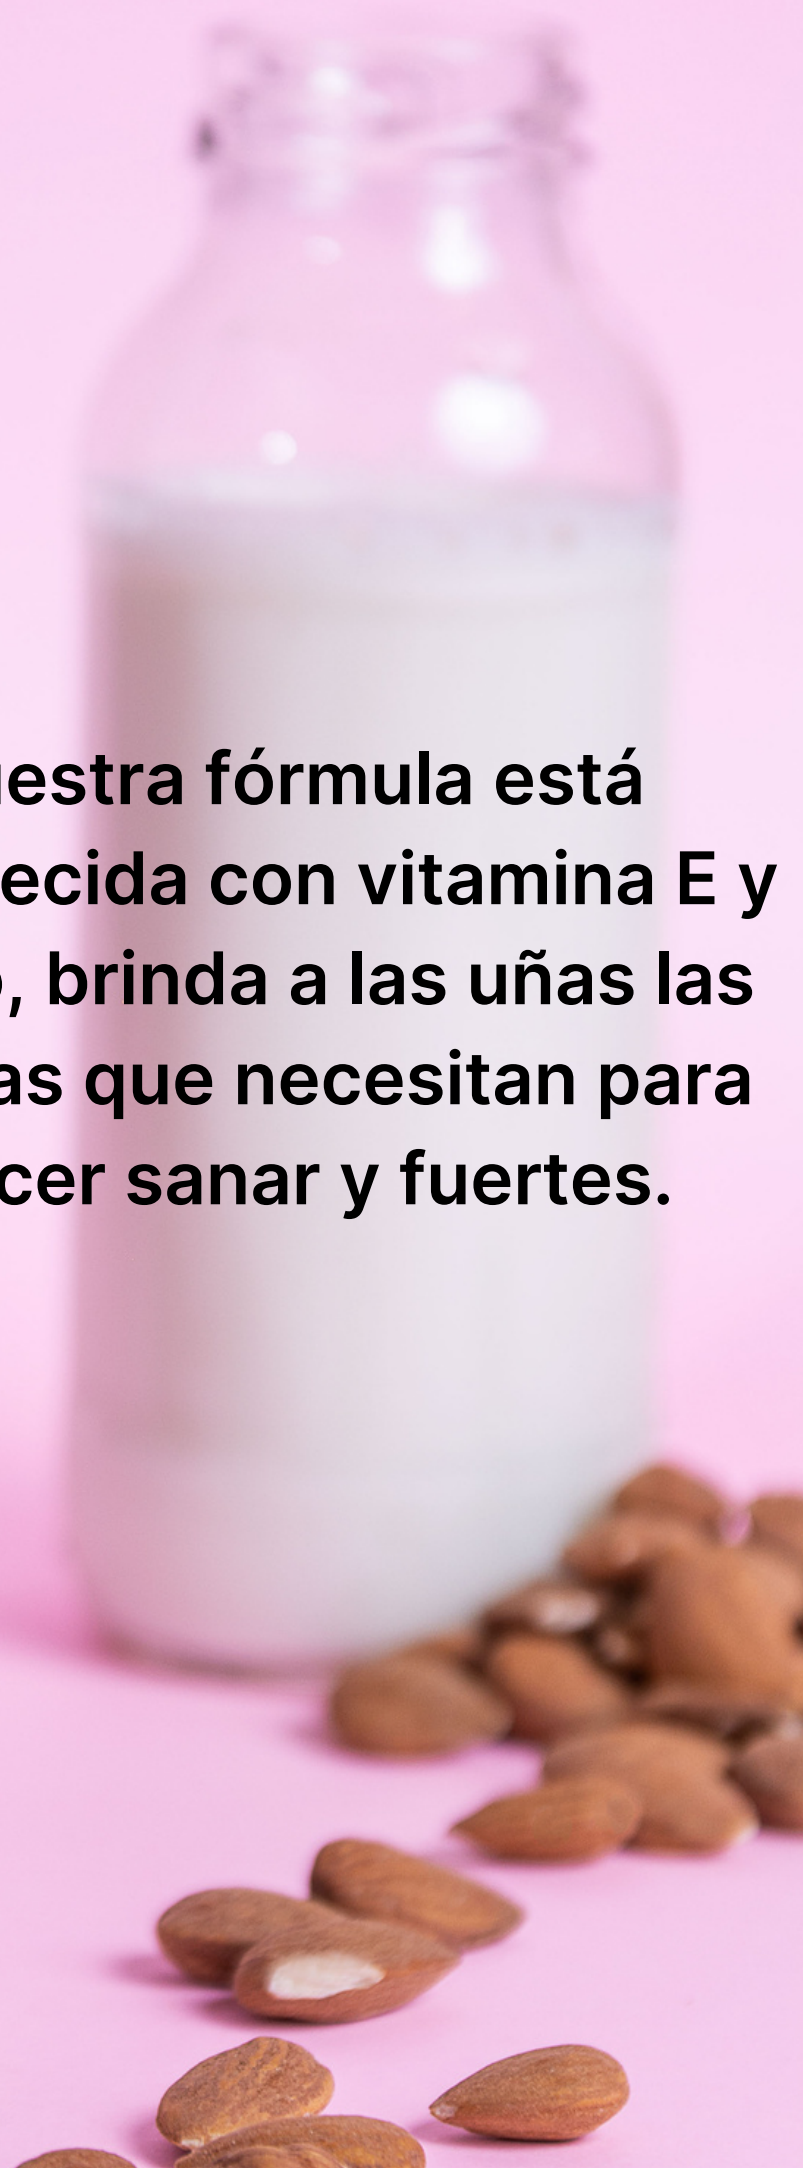 uestra fórmula está
ecida con vitamina E y
, brinda a las uñas las
as que necesitan para
cer sanar y fuertes.